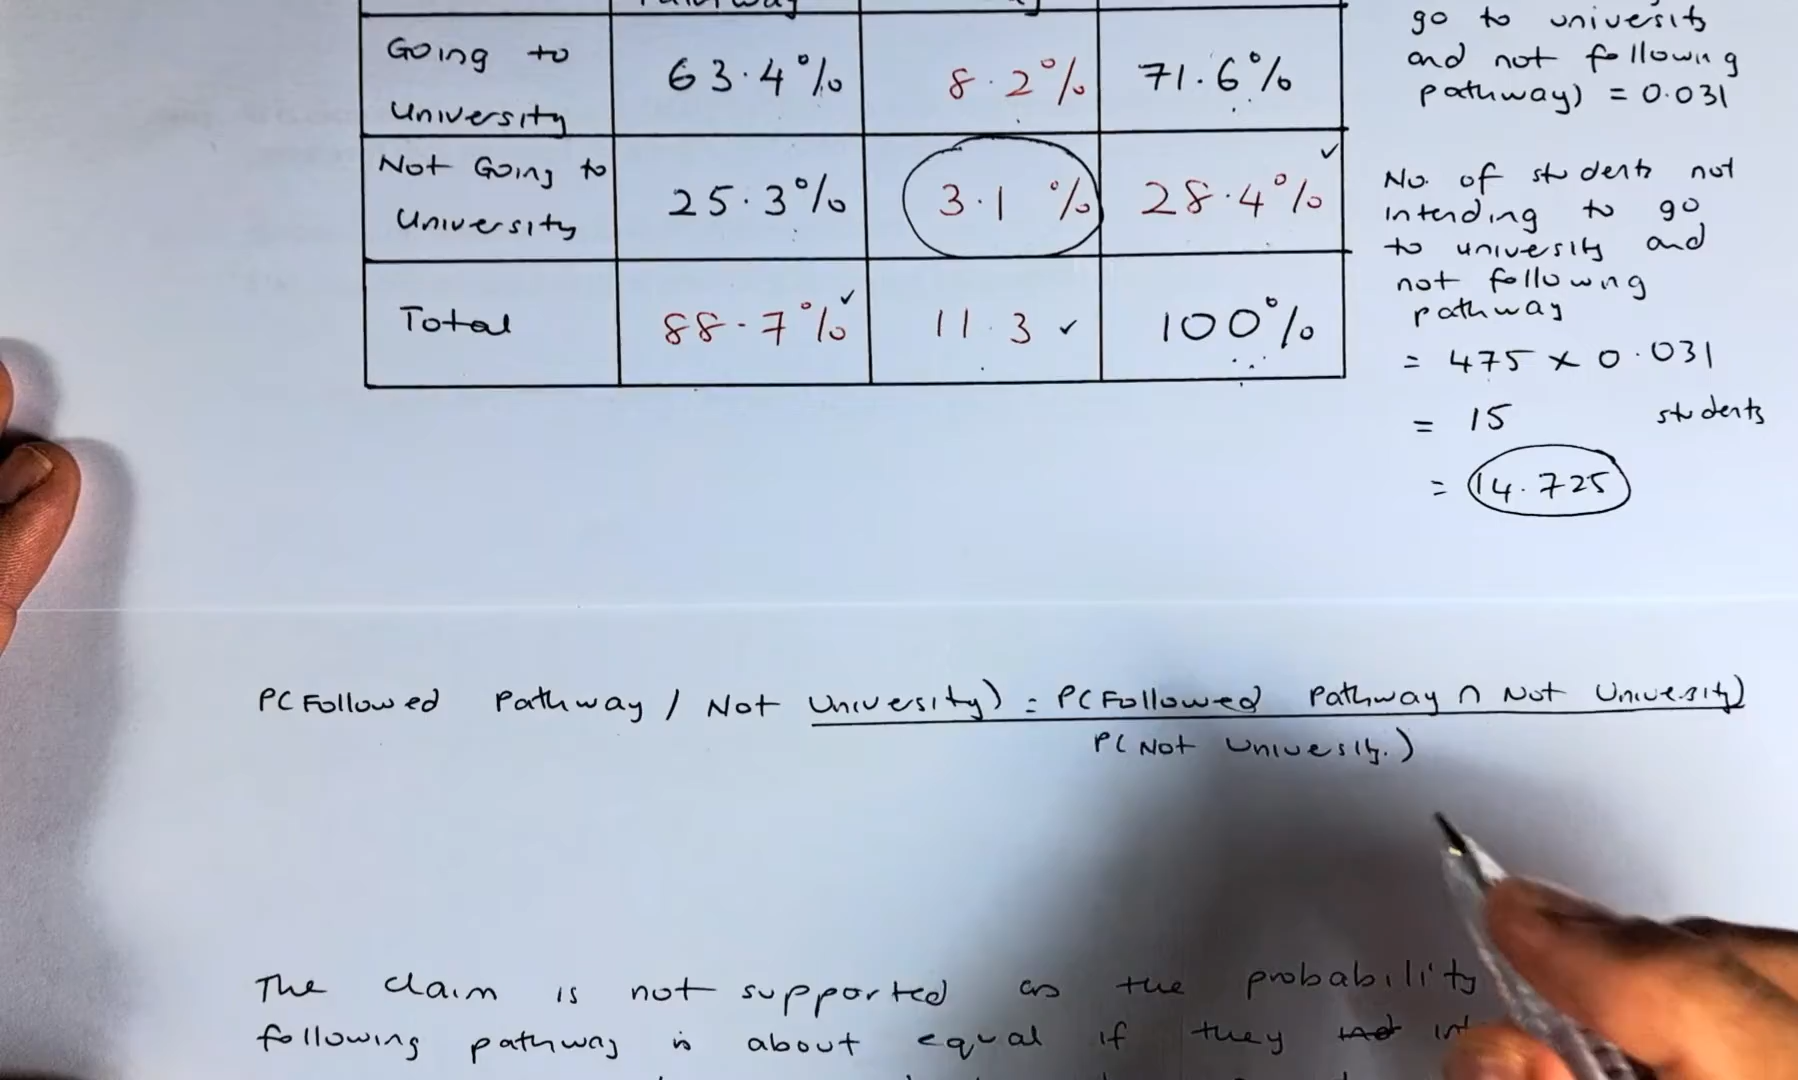 Going to
University
63.4%
8.2%
71.6%
Not Going to
University
25.3%
3.1 %
28.4%
Total
88.7%
11.3
100%
go to university
and not following
pathway) = 0.031
No. of students not
intending to go
to university and
not following
pathway
= 475 x 0.031
= 15 students
= 14.725
P(Followed Pathway / Not University) = P(Followed Pathway ∩ Not University)
P(Not University.)
The claim is not supported as the probability
following pathway is about equal if they